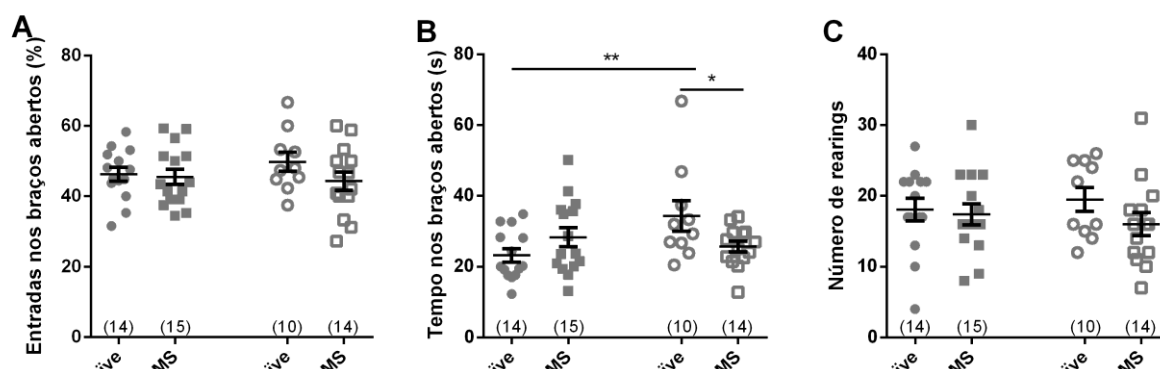 A
Entradas nos braços abertos (%)
80
60
40
20
0
(14)
(15)
(10)
(14)
MS
MS
B
Tempo nos braços abertos (s)
80
60
40
20
0
**
*
(14)
(15)
(10)
(14)
MS
MS
C
Número de rearings
40
30
20
10
0
(14)
(15)
(10)
(14)
MS
MS